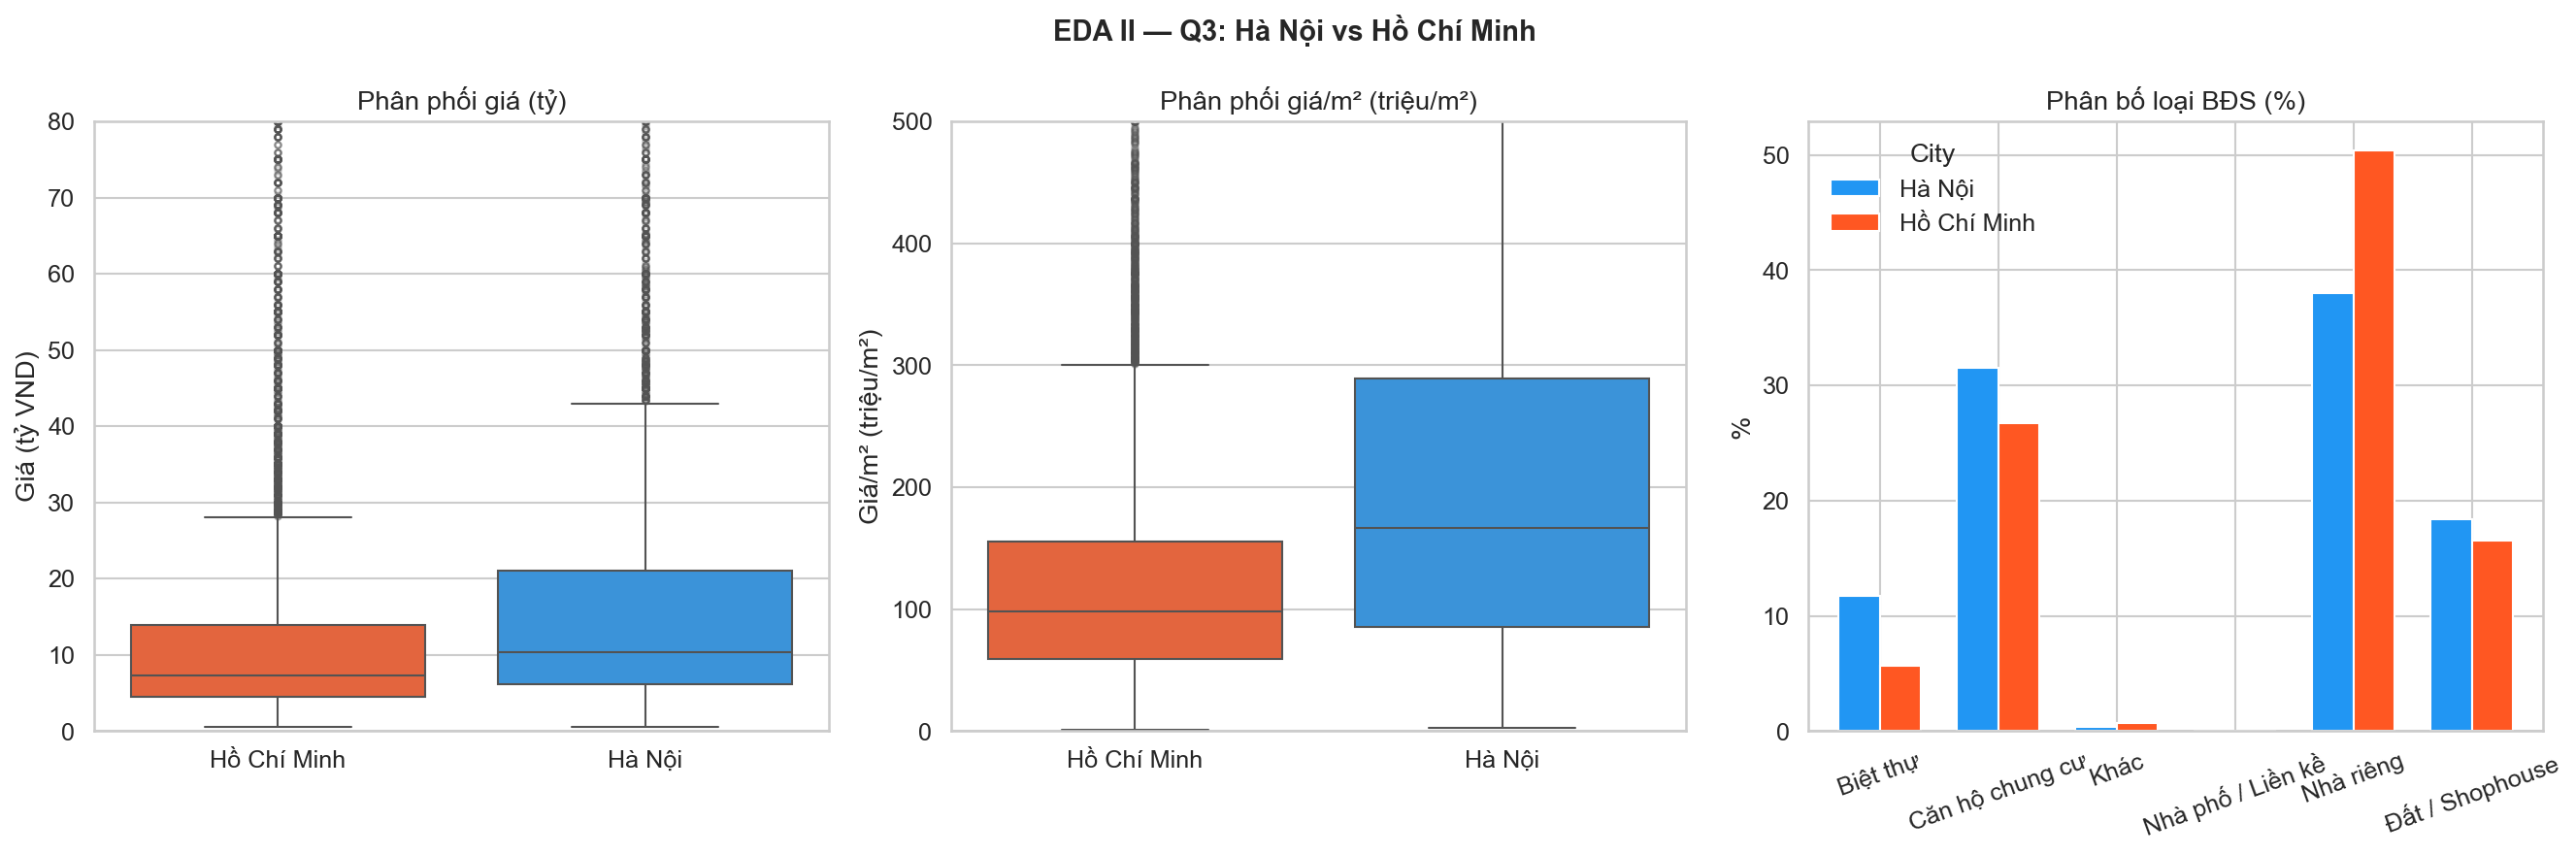 EDA II — Q3: Hà Nội vs Hồ Chí Minh
Phân phối giá (tỷ)
Giá (tỷ VND)
80
70
60
50
40
30
20
10
0
Hồ Chí Minh
Hà Nội
Phân phối giá/m² (triệu/m²)
Giá/m² (triệu/m²)
500
400
300
200
100
0
Hồ Chí Minh
Hà Nội
Phân bố loại BĐS (%)
%
50
40
30
20
10
0
City
Hà Nội
Hồ Chí Minh
Biệt thự
Căn hộ chung cư
Khác
Nhà phố / Liền kề
Nhà riêng
Đất / Shophouse